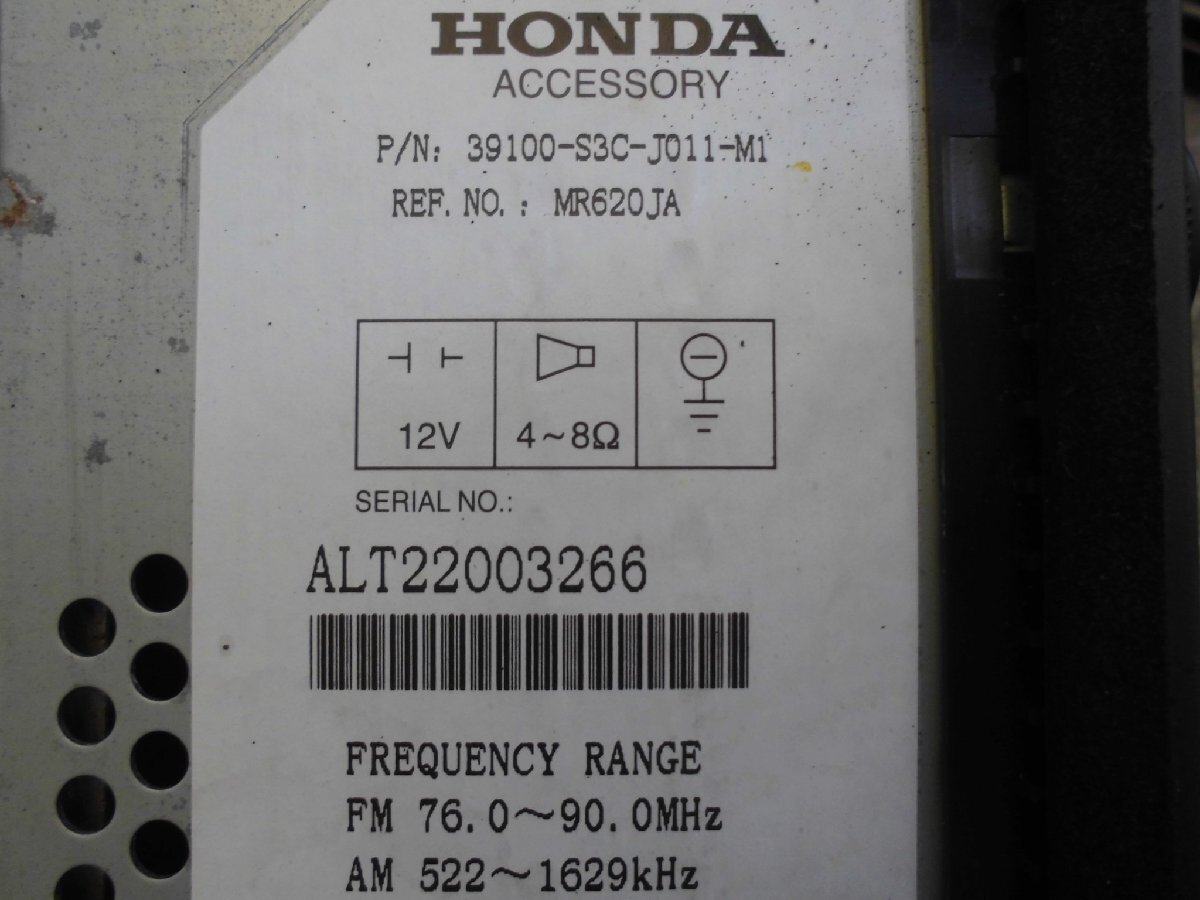 HONDA
ACCESSORY
P/N: 39100-S3C-J011-M1
REF. NO. : MR620JA
12V
4~8Ω
SERIAL NO.:
ALT22003266
FREQUENCY RANGE
FM 76.0~90.0MHz
AM 522~1629kHz